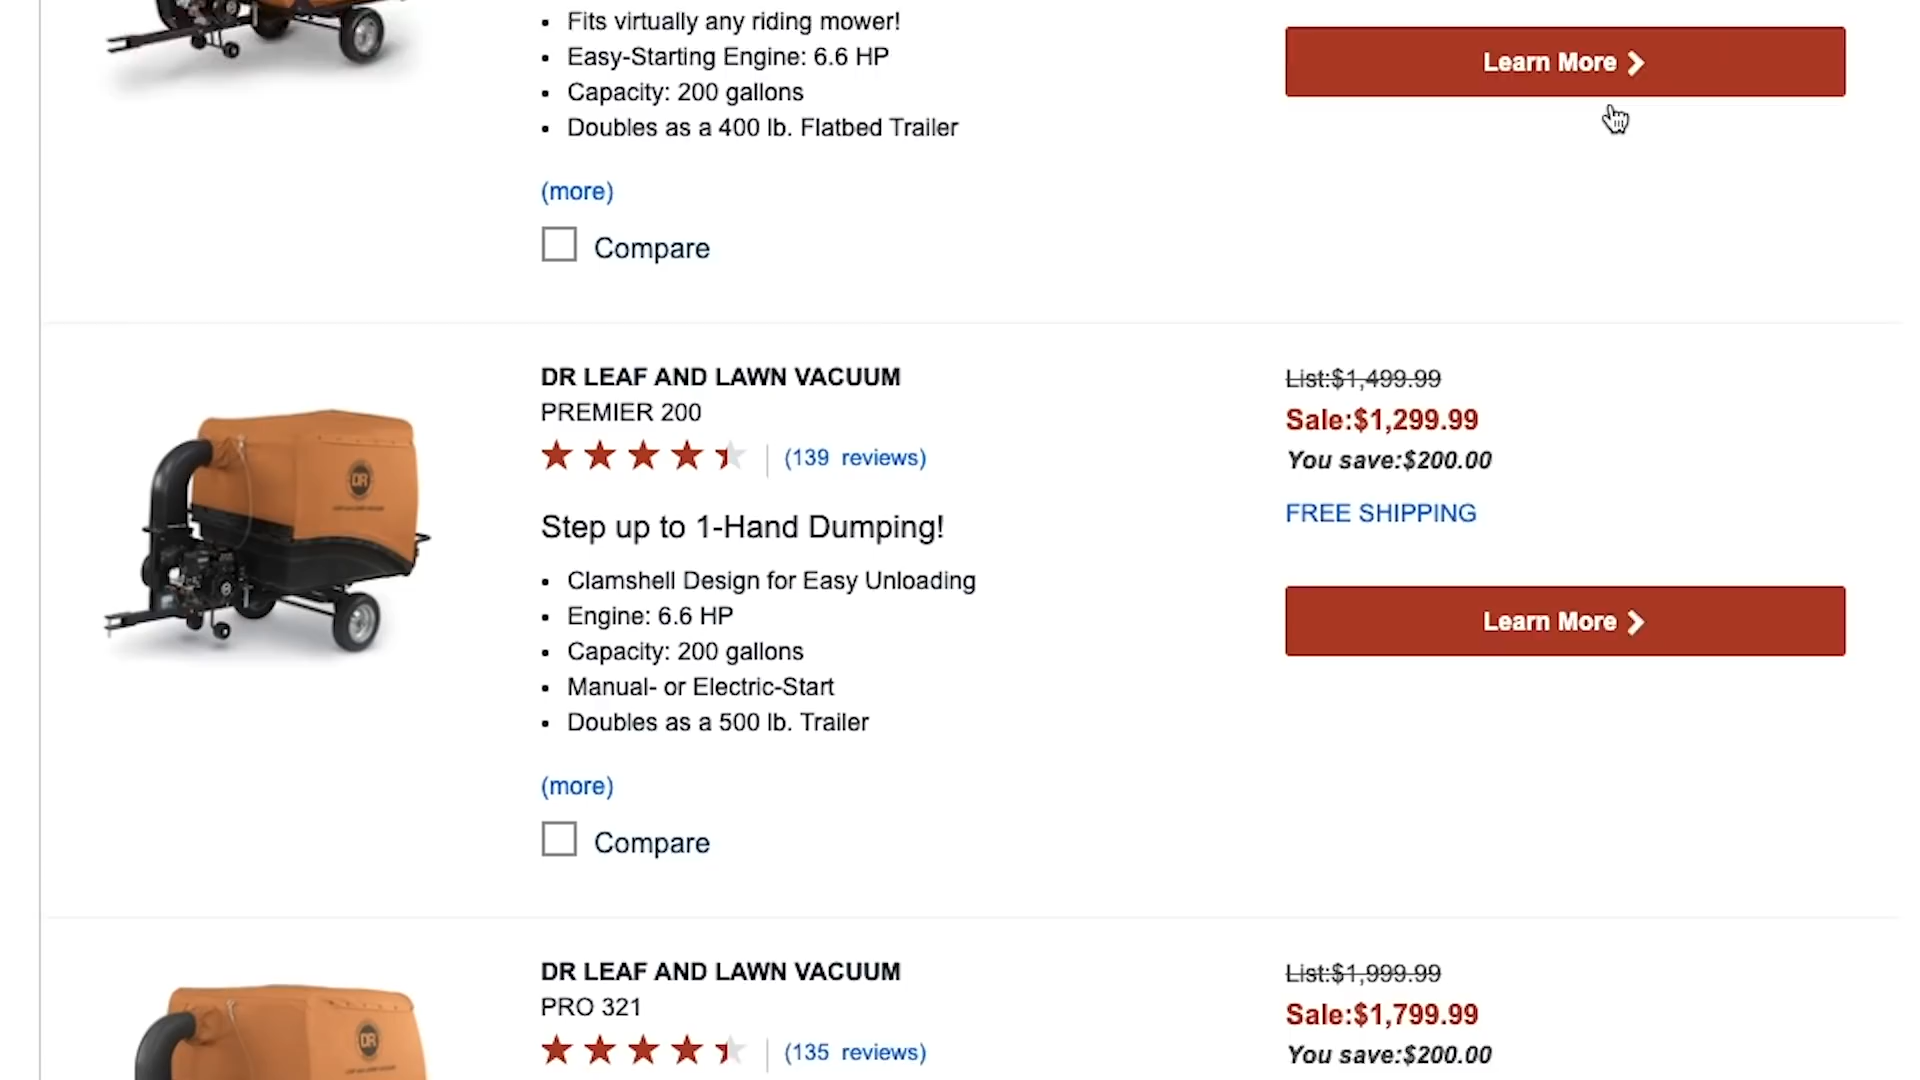 Fits virtually any riding mower!
Easy-Starting Engine: 6.6 HP
Capacity: 200 gallons
Doubles as a 400 lb. Flatbed Trailer
(more)
Compare
Learn More
DR LEAF AND LAWN VACUUM
PREMIER 200
(139 reviews)
Step up to 1-Hand Dumping!
Clamshell Design for Easy Unloading
Engine: 6.6 HP
Capacity: 200 gallons
Manual- or Electric-Start
Doubles as a 500 lb. Trailer
(more)
Compare
List:$1,499.99
Sale:$1,299.99
You save:$200.00
FREE SHIPPING
Learn More
DR
DR LEAF AND LAWN VACUUM
PRO 321
(135 reviews)
List:$1,999.99
Sale:$1,799.99
You save:$200.00
DR